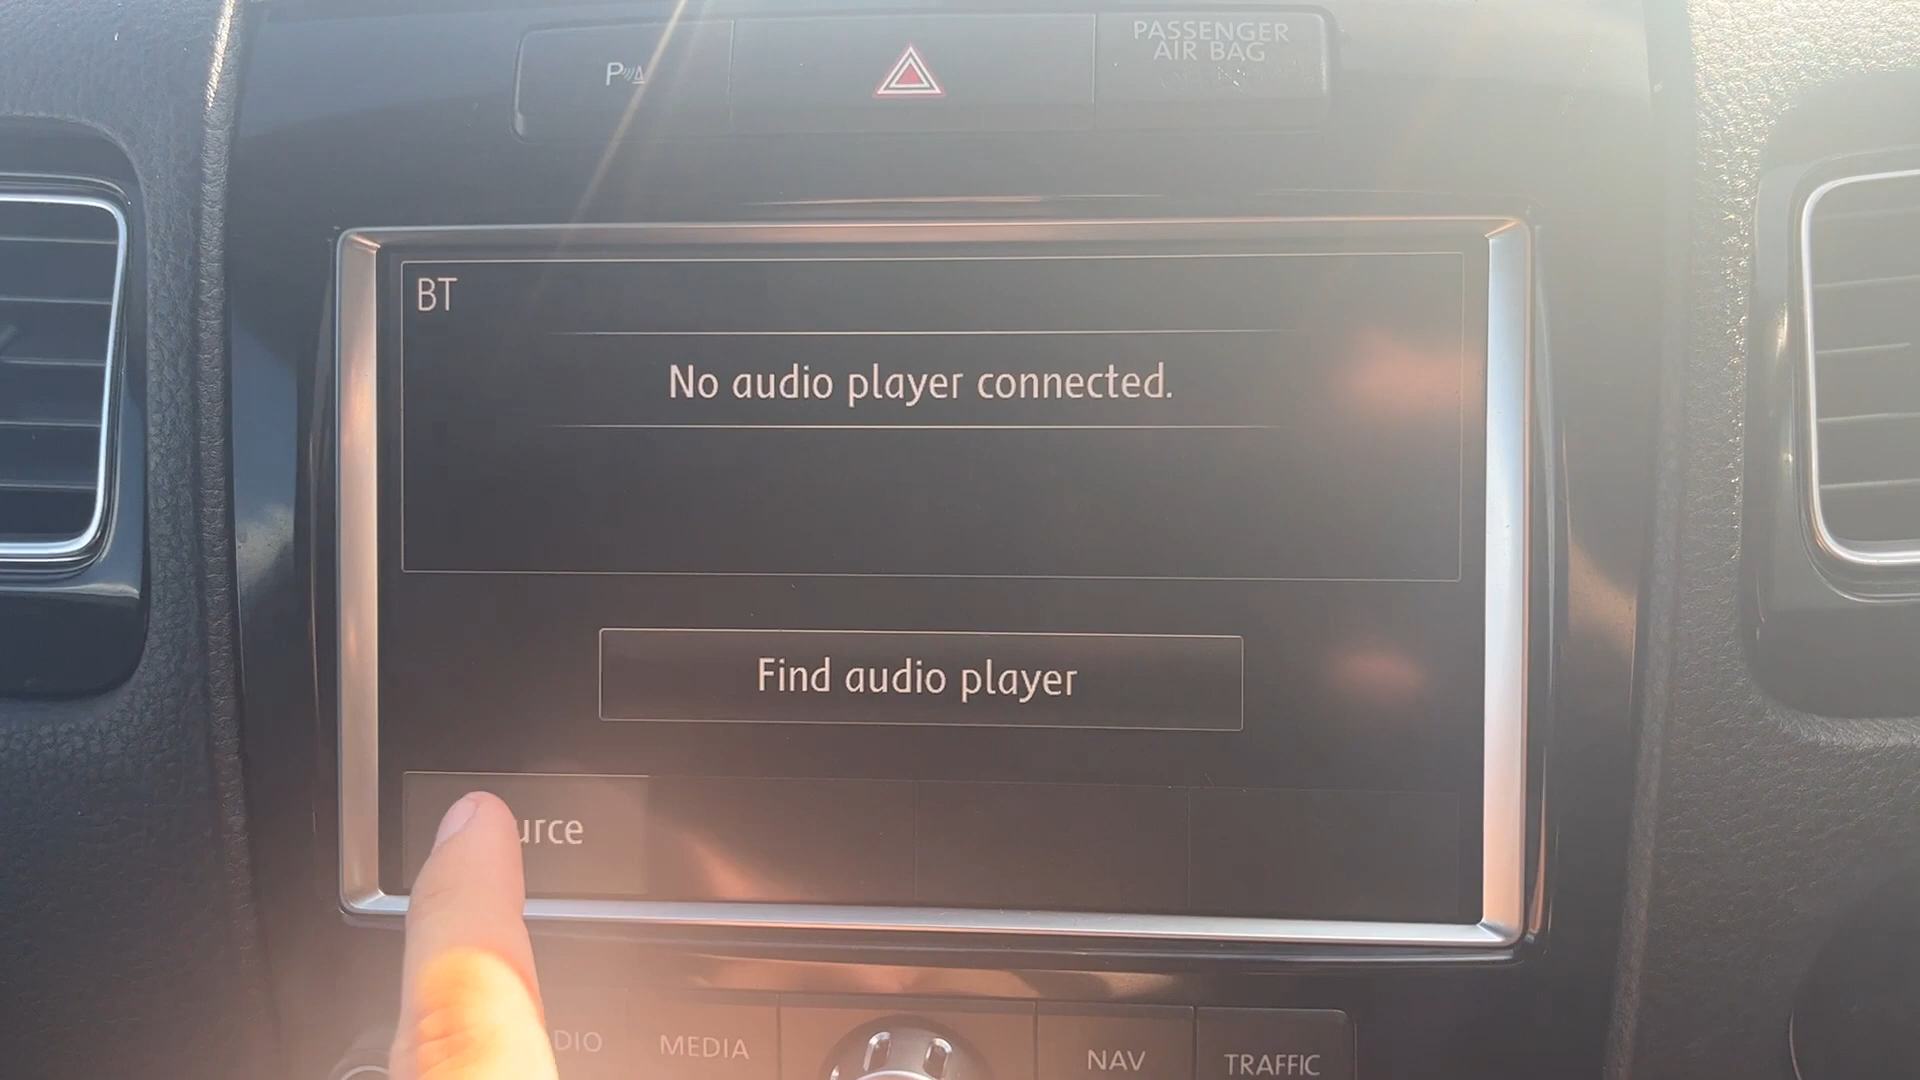 P
PASSENGER
AIR BAG
BT
No audio player connected.
Find audio player
urce
DIO
MEDIA
NAV
TRAFFIC